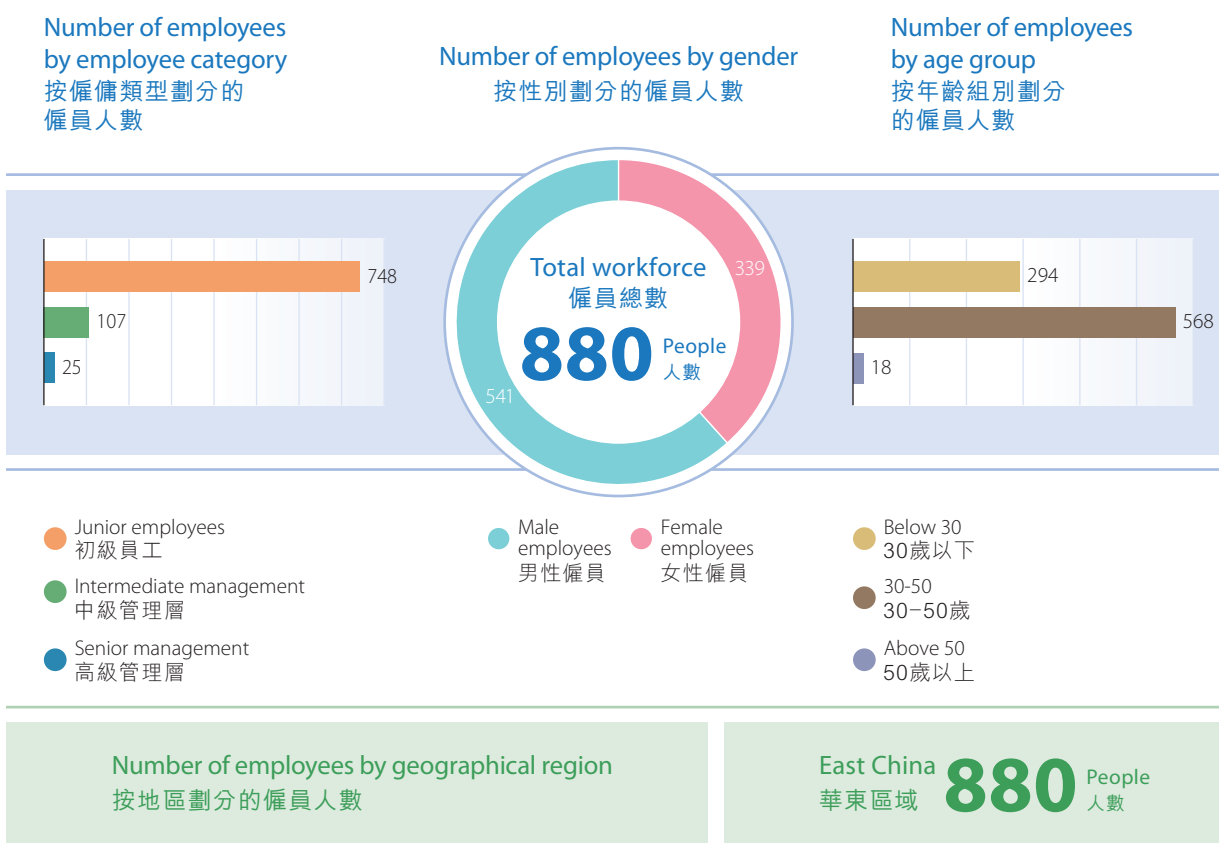 Number of employees
by employee category
按僱傭類型劃分的
僱員人數
Number of employees by gender
按性別劃分的僱員人數
Number of employees
by age group
按年齡組別劃分
的僱員人數
748
107
25
Total workforce
僱員總數
880 People
人數
339
541
294
568
18
Junior employees
初級員工
Intermediate management
中級管理層
Senior management
高級管理層
Male
employees
男性僱員
Female
employees
女性僱員
Below 30
30歲以下
30-50
30-50歲
Above 50
50歲以上
Number of employees by geographical region
按地區劃分的僱員人數
East China
華東區域
880 People
人數